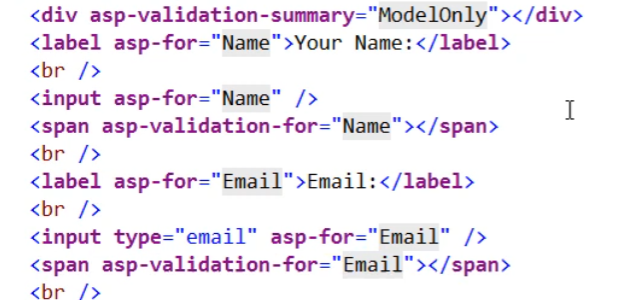 <div asp-validation-summary="ModelOnly"></div>
<label asp-for="Name">Your Name:</label>
<br />
<input asp-for="Name" />
<span asp-validation-for="Name"></span>
<br />
<label asp-for="Email">Email:</label>
<br />
<input type="email" asp-for="Email" />
<span asp-validation-for="Email"></span>
<br />